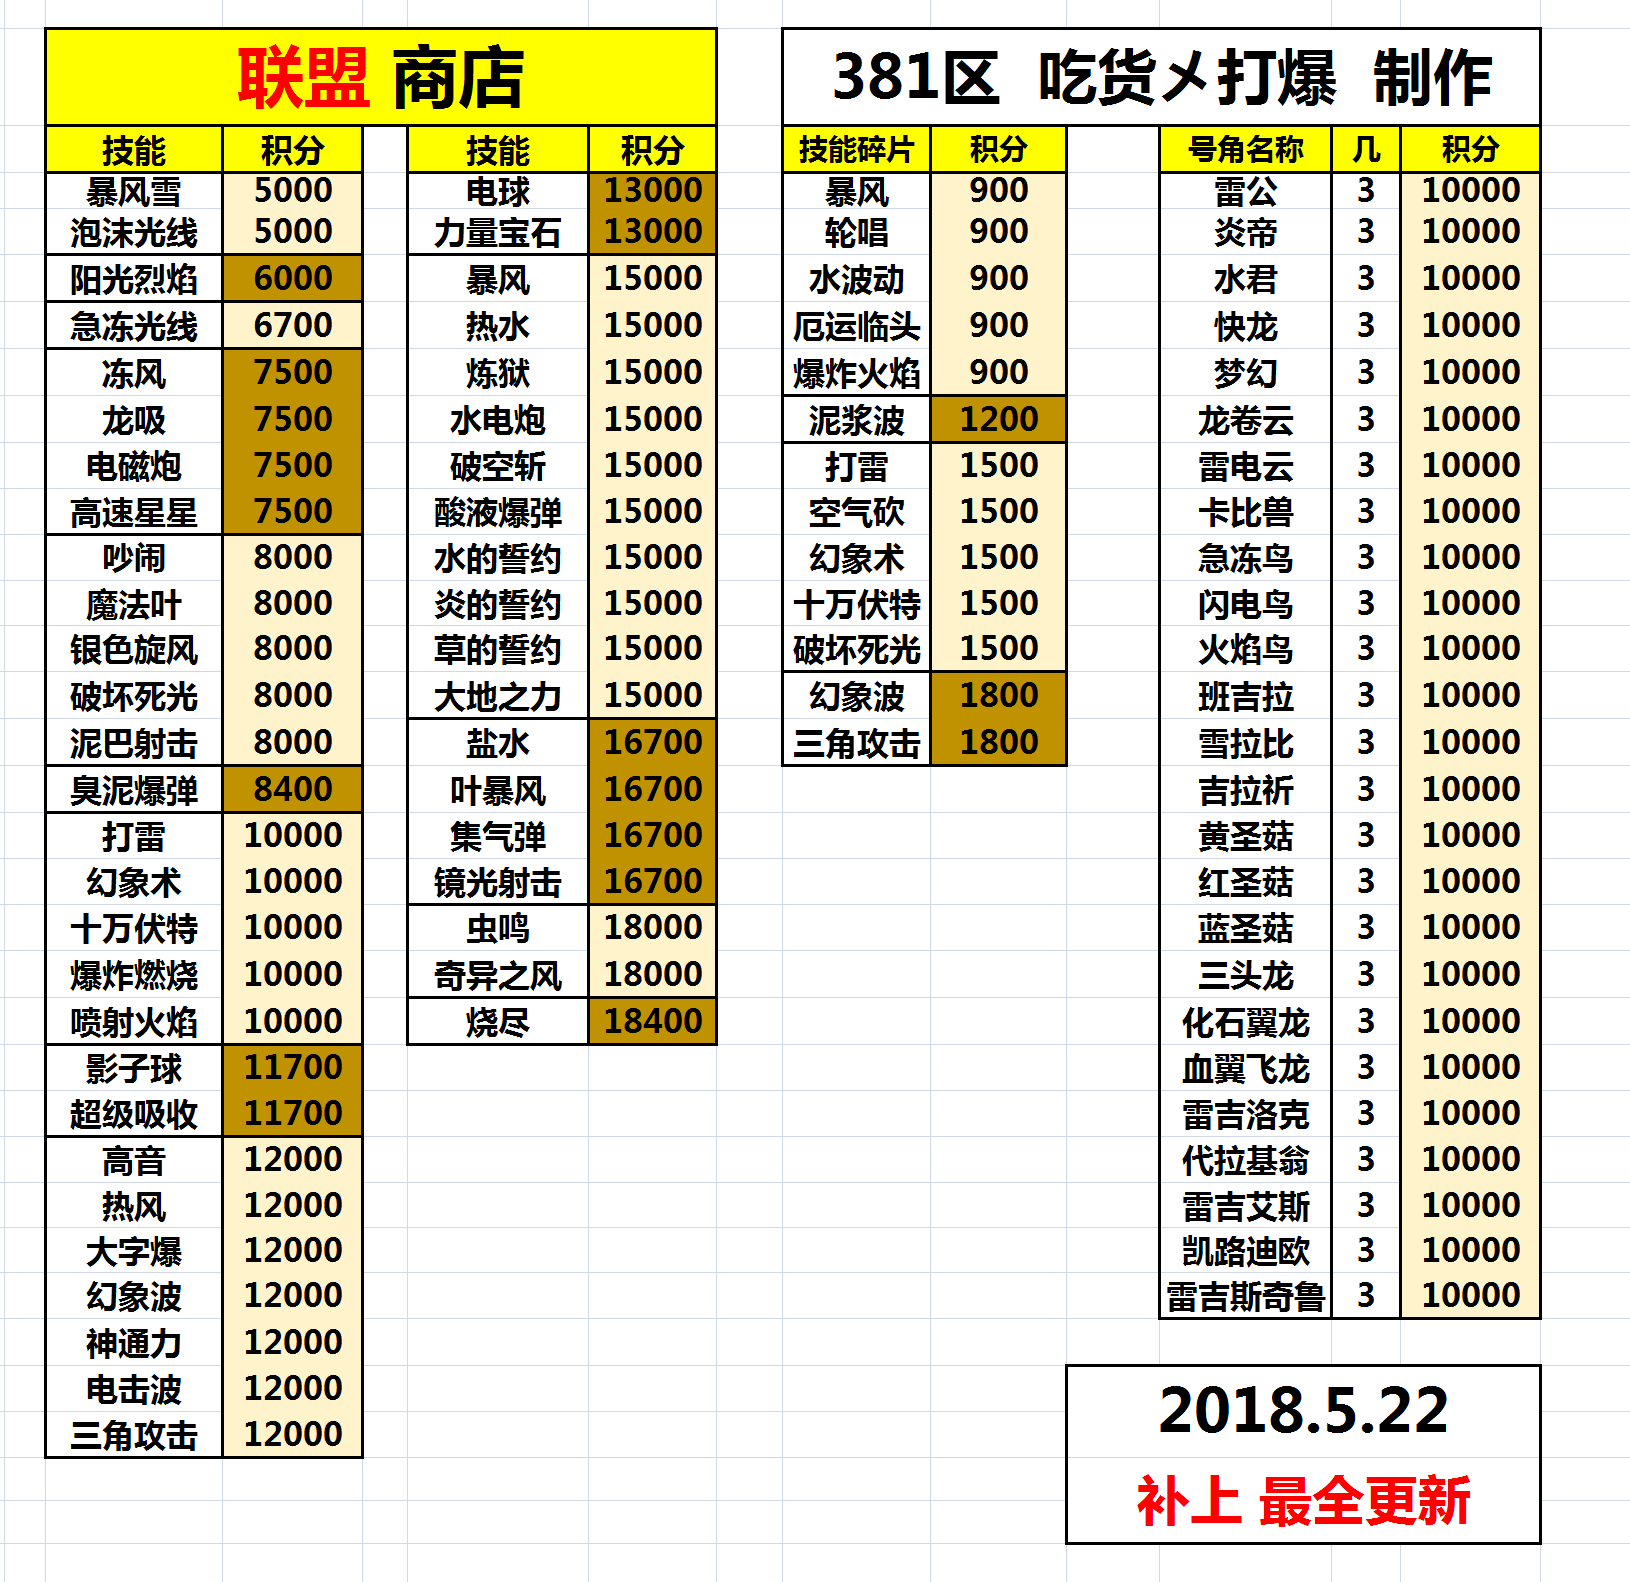 联盟 商店 381区 吃货メ打爆 制作
技能 积分 技能 积分 技能碎片 积分 号角名称 几 积分
暴风雪 5000 电球 13000 暴风 900 雷公 3 10000
泡沫光线 5000 力量宝石 13000 轮唱 900 炎帝 3 10000
阳光烈焰 6000 暴风 15000 水波动 900 水君 3 10000
急冻光线 6700 热水 15000 厄运临头 900 快龙 3 10000
冻风 7500 炼狱 15000 爆炸火焰 900 梦幻 3 10000
龙吸 7500 水电炮 15000 泥浆波 1200 龙卷云 3 10000
电磁炮 7500 破空斩 15000 打雷 1500 雷电云 3 10000
高速星星 7500 酸液爆弹 15000 空气砍 1500 卡比兽 3 10000
吵闹 8000 水的誓约 15000 幻象术 1500 急冻鸟 3 10000
魔法叶 8000 炎的誓约 15000 十万伏特 1500 闪电鸟 3 10000
银色旋风 8000 草的誓约 15000 破坏死光 1500 火焰鸟 3 10000
破坏死光 8000 大地之力 15000 幻象波 1800 班吉拉 3 10000
泥巴射击 8000 盐水 16700 三角攻击 1800 雪拉比 3 10000
臭泥爆弹 8400 叶暴风 16700 吉拉祈 3 10000
打雷 10000 集气弹 16700 黄圣菇 3 10000
幻象术 10000 镜光射击 16700 红圣菇 3 10000
十万伏特 10000 虫鸣 18000 蓝圣菇 3 10000
爆炸燃烧 10000 奇异之风 18000 三头龙 3 10000
喷射火焰 10000 烧尽 18400 化石翼龙 3 10000
影子球 11700 血翼飞龙 3 10000
超级吸收 11700 雷吉洛克 3 10000
高音 12000 代拉基翁 3 10000
热风 12000 雷吉艾斯 3 10000
大字爆 12000 凯路迪欧 3 10000
幻象波 12000 雷吉斯奇鲁 3 10000
神通力 12000
电击波 12000 2018.5.22
三角攻击 12000
补上 最全更新